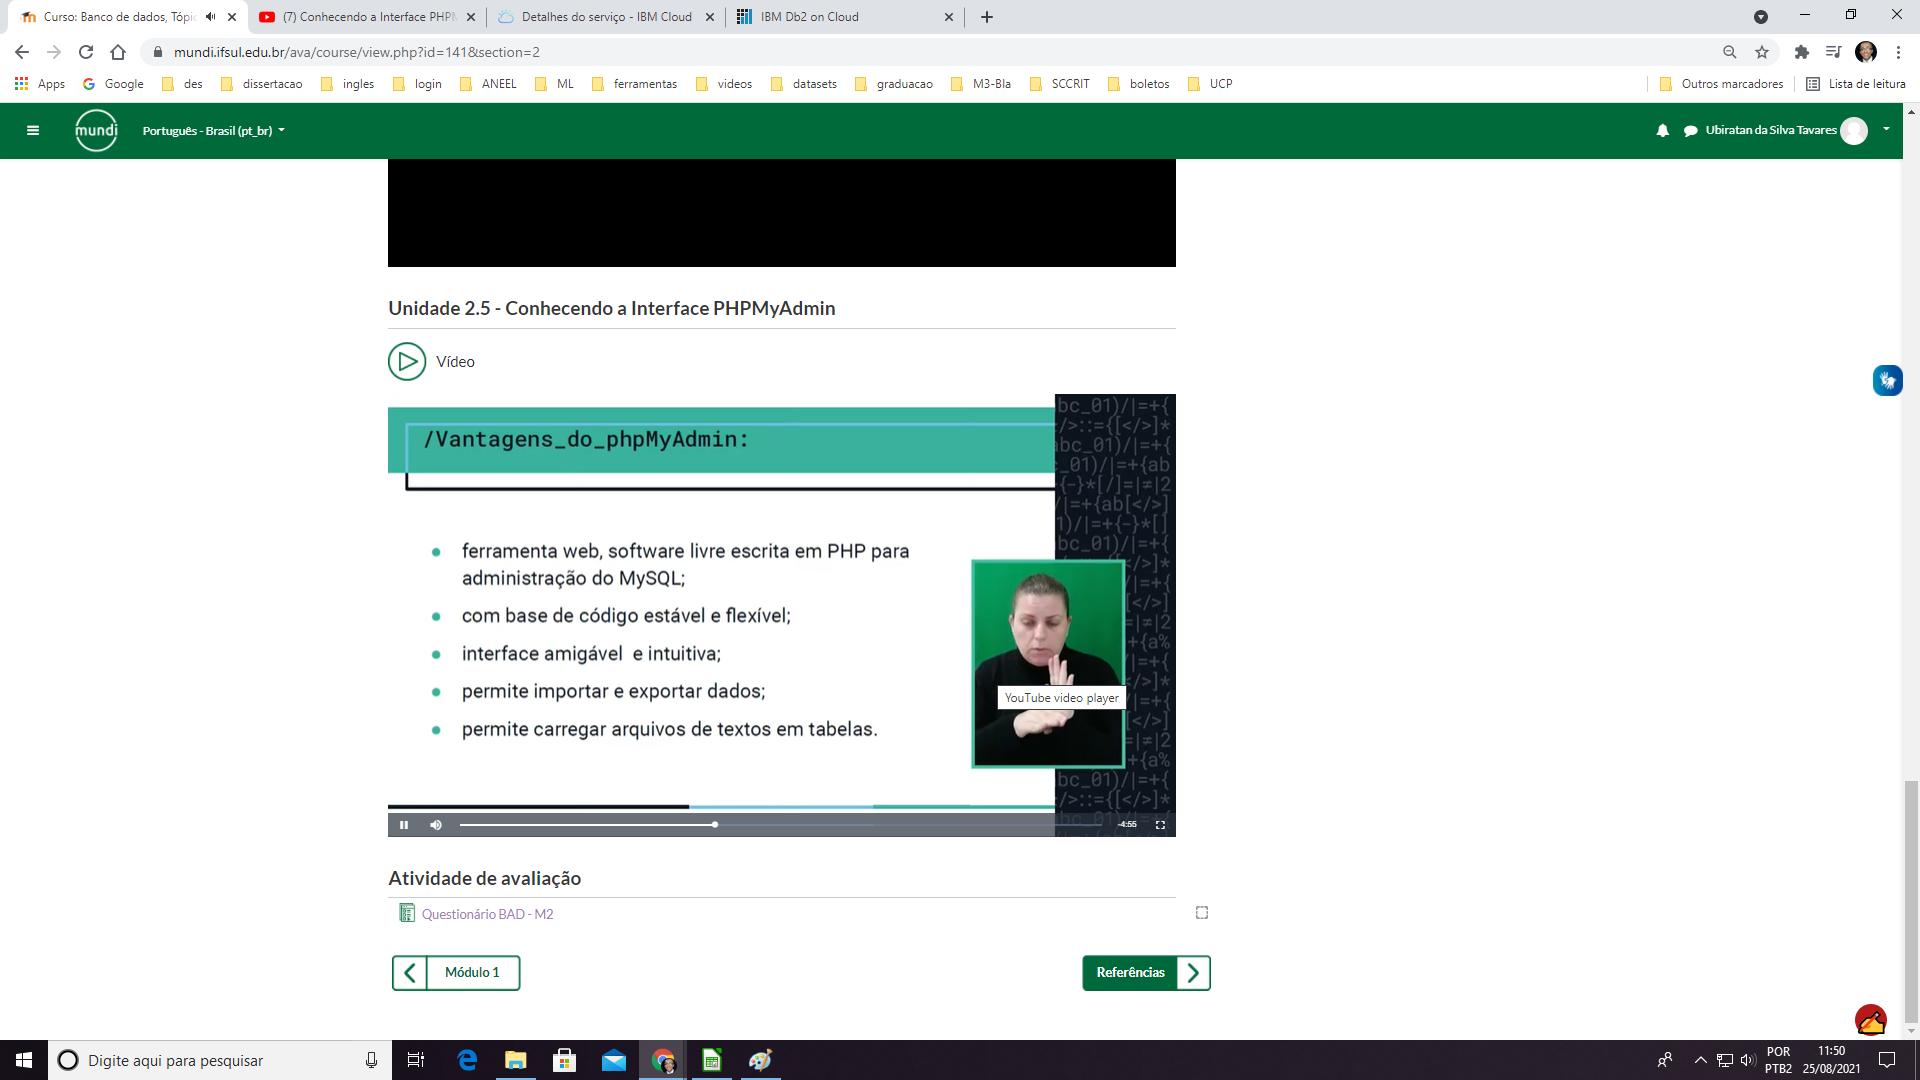 Curso: Banco de dados, Tópic
(7) Conhecendo a Interface PHPM
Detalhes do serviço - IBM Cloud
IBM Db2 on Cloud
mundi.ifsul.edu.br/ava/course/view.php?id=141&section=2
Apps
Google
des
dissertacao
ingles
login
ANEEL
ML
ferramentas
videos
datasets
graduacao
M3-BIa
SCCRIT
boletos
UCP
Outros marcadores
Lista de leitura
mundi
Português - Brasil (pt_br)
Ubiratan da Silva Tavares
Unidade 2.5 - Conhecendo a Interface PHPMyAdmin
Vídeo
/Vantagens_do_phpMyAdmin:
ferramenta web, software livre escrita em PHP para
administração do MySQL;
com base de código estável e flexível;
interface amigável e intuitiva;
permite importar e exportar dados;
permite carregar arquivos de textos em tabelas.
YouTube video player
-4:55
Atividade de avaliação
Questionário BAD - M2
Módulo 1
Referências
Digite aqui para pesquisar
POR
PTB2
11:50
25/08/2021